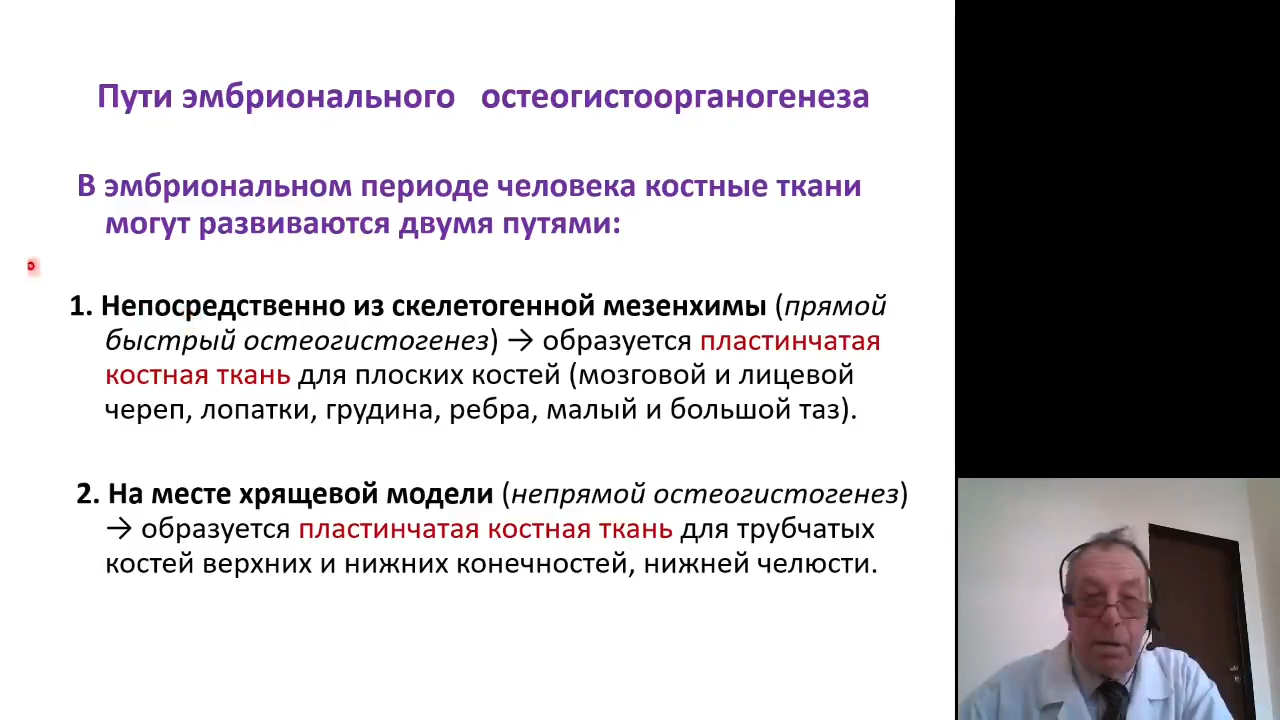 Пути эмбрионального остеогистоорганогенеза
В эмбриональном периоде человека костные ткани
могут развиваются двумя путями:
1. Непосредственно из скелетогенной мезенхимы (прямой
быстрый остеогистогенез) → образуется пластинчатая
костная ткань для плоских костей (мозговой и лицевой
череп, лопатки, грудина, ребра, малый и большой таз).
2. На месте хрящевой модели (непрямой остеогистогенез)
→ образуется пластинчатая костная ткань для трубчатых
костей верхних и нижних конечностей, нижней челюсти.